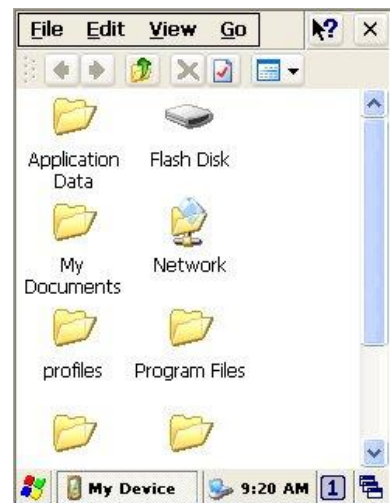 File Edit View Go ?
Application Data
Flash Disk
My Documents
Network
profiles
Program Files
My Device 9:20 AM 1